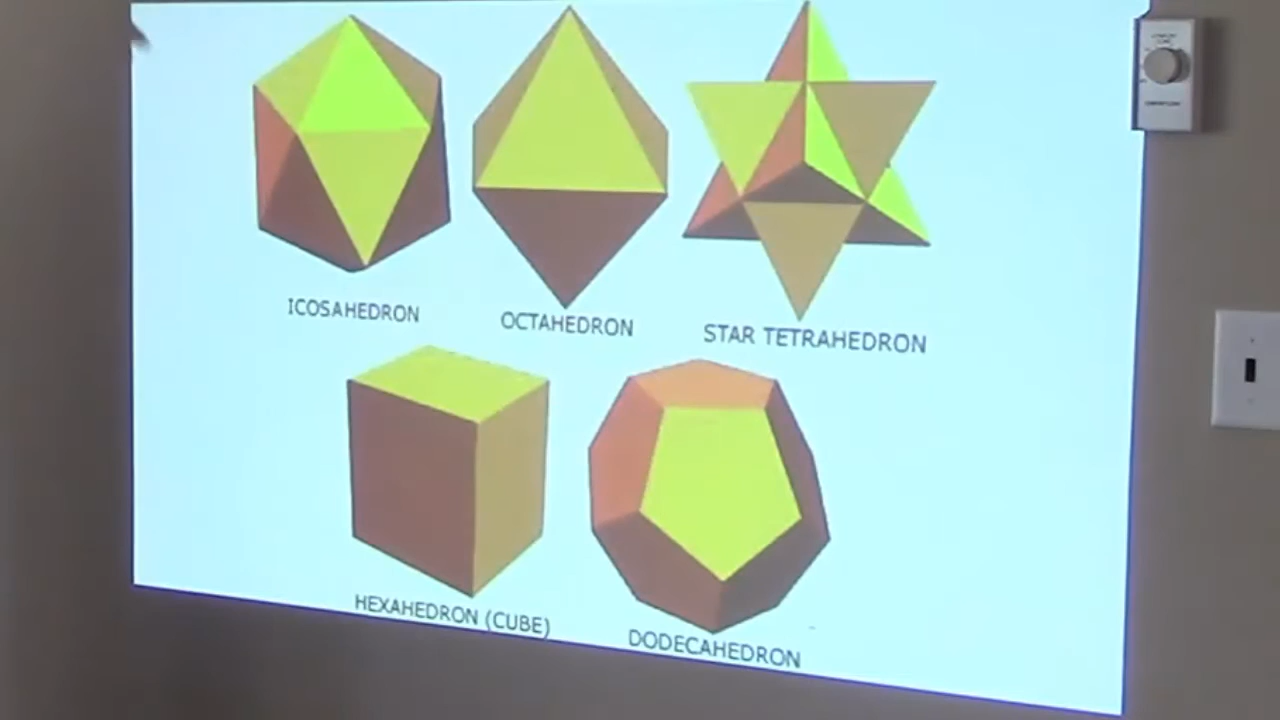 ICOSAHEDRON
OCTAHEDRON
STAR TETRAHEDRON
HEXAHEDRON (CUBE)
DODECAHEDRON